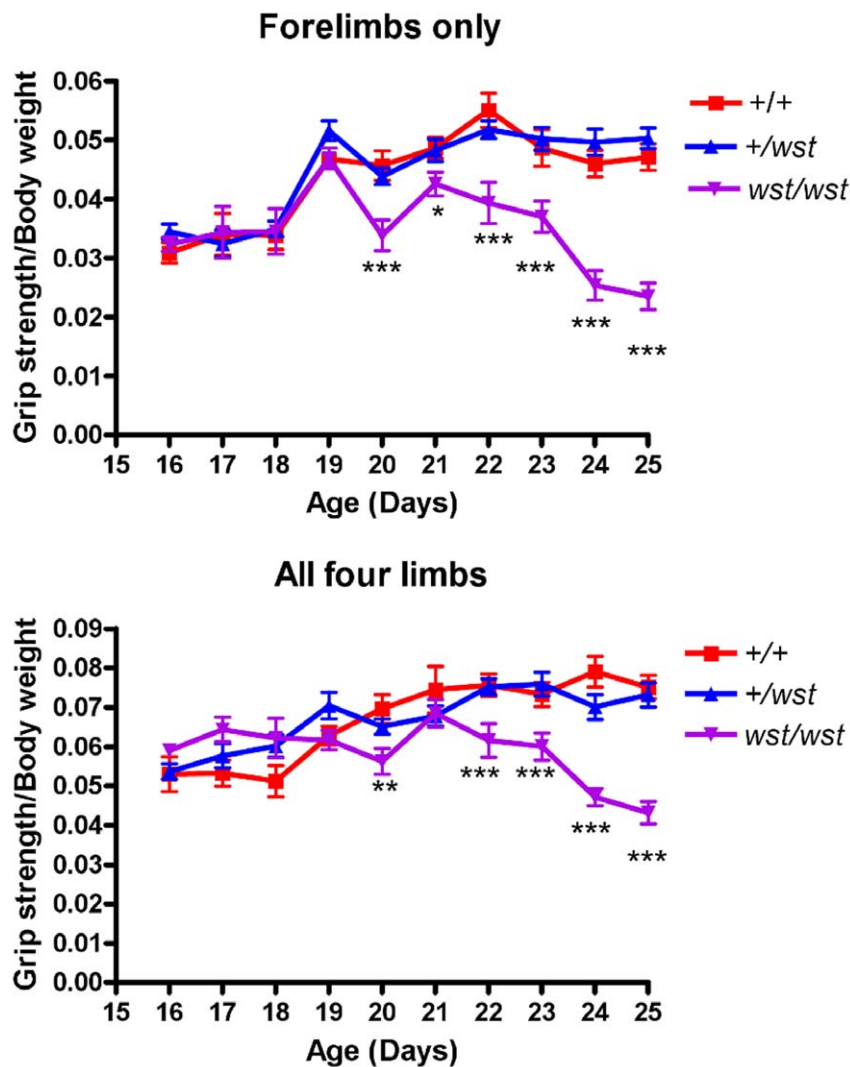 Forelimbs only
Grip strength/Body weight
0.06
0.05
0.04
0.03
0.02
0.01
0.00
+/+
+/wst
wst/wst
***
*
***
***
***
***
15 16 17 18 19 20 21 22 23 24 25
Age (Days)
All four limbs
Grip strength/Body weight
0.09
0.08
0.07
0.06
0.05
0.04
0.03
0.02
0.01
0.00
+/+
+/wst
wst/wst
**
***
***
***
***
15 16 17 18 19 20 21 22 23 24 25
Age (Days)